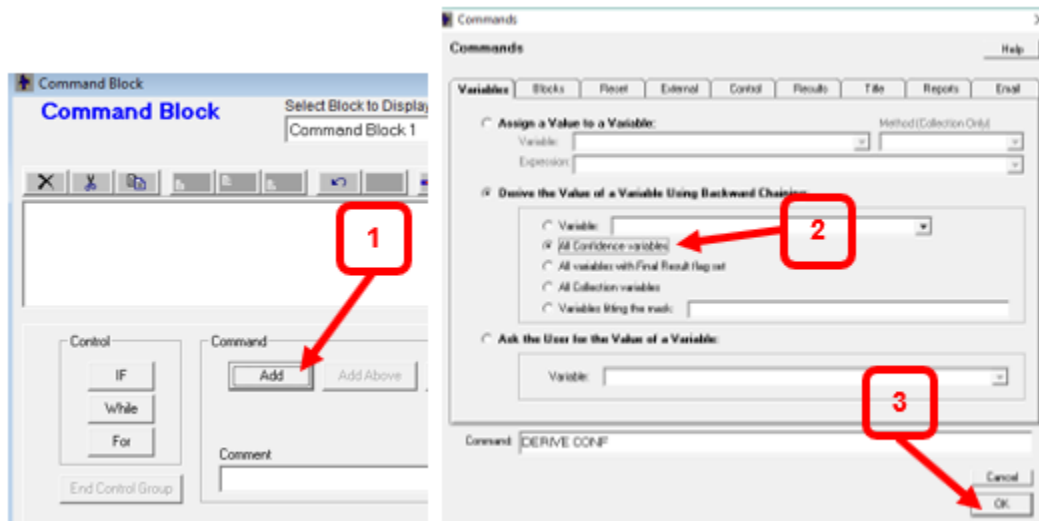 Command Block
Command Block
Select Block to Display
Command Block 1
1
Control
IF
While
For
End Control Group
Command
Add
Add Above
Comment
Commands
Commands
Help
Variables Blocks Reset External Control Results Title Reports Email
Assign a Value to a Variable:
Method (Collection Only)
Variable:
Expression:
Derive the Value of a Variable Using Backward Chaining:
Variable:
All Confidence variables
2
All variables with Final Result flag set
All Collection variables
Variables fitting the mask:
Ask the User for the Value of a Variable:
Variable:
3
Command: DERIVE CONF
Cancel
OK